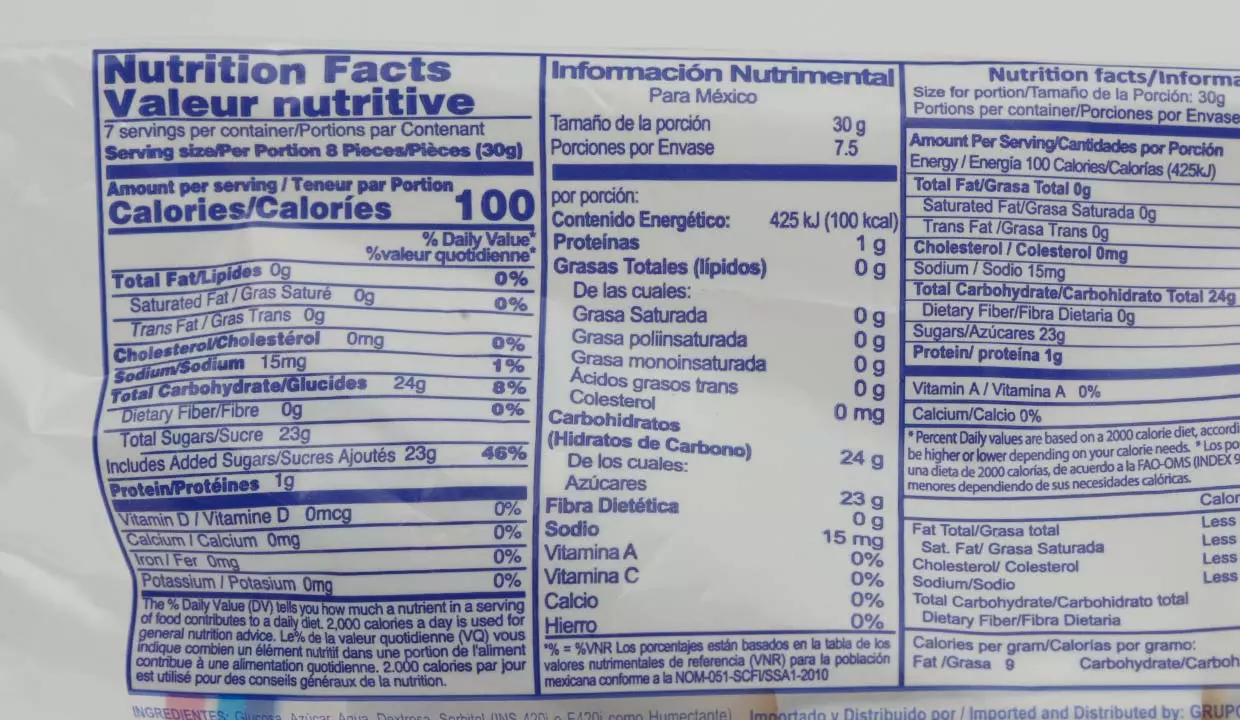 Nutrition Facts
Valeur nutritive
7 servings per container/Portions par Contenant
Serving size/Per Portion 8 Pieces/Pièces (30g)
Amount per serving / Teneur par Portion
Calories/Caloríes 100
% Daily Value*
%valeur quotidienne*
Total Fat/Lipides 0g 0%
Saturated Fat / Gras Saturé 0g 0%
Trans Fat / Gras Trans 0g
Cholesterol/Cholestérol 0mg 0%
Sodium/Sodium 15mg 1%
Total Carbohydrate/Glucides 24g 8%
Dietary Fiber/Fibre 0g 0%
Total Sugars/Sucre 23g
Includes Added Sugars/Sucres Ajoutés 23g 46%
Protein/Protéines 1g
Vitamin D / Vitamine D 0mcg 0%
Calcium / Calcium 0mg 0%
Iron / Fer 0mg 0%
Potassium / Potasium 0mg 0%
The % Daily Value (DV) tells you how much a nutrient in a serving
of food contributes to a daily diet. 2,000 calories a day is used for
general nutrition advice. Le% de la valeur quotidienne (VQ) vous
indique combien un élément nutritif dans une portion de l'aliment
contribue à une alimentation quotidienne. 2.000 calories par jour
est utilisé pour des conseils généraux de la nutrition.
Información Nutrimental
Para México
Tamaño de la porción 30 g
Porciones por Envase 7.5
por porción:
Contenido Energético: 425 kJ (100 kcal)
Proteínas 1 g
Grasas Totales (lípidos) 0 g
De las cuales:
Grasa Saturada 0 g
Grasa poliinsaturada 0 g
Grasa monoinsaturada 0 g
Ácidos grasos trans 0 g
Colesterol 0 mg
Carbohidratos
(Hidratos de Carbono) 24 g
De los cuales:
Azúcares 23 g
Fibra Dietética 0 g
Sodio 15 mg
Vitamina A 0%
Vitamina C 0%
Calcio 0%
Hierro 0%
*% = %VNR Los porcentajes están basados en la tabla de los
valores nutrimentales de referencia (VNR) para la población
mexicana conforme a la NOM-051-SCFI/SSA1-2010
Nutrition facts/Informa
Size for portion/Tamaño de la Porción: 30g
Portions per container/Porciones por Envase
Amount Per Serving/Cantidades por Porción
Energy / Energía 100 Calories/Calorías (425kJ)
Total Fat/Grasa Total 0g
Saturated Fat/Grasa Saturada 0g
Trans Fat /Grasa Trans 0g
Cholesterol / Colesterol 0mg
Sodium / Sodio 15mg
Total Carbohydrate/Carbohidrato Total 24g
Dietary Fiber/Fibra Dietaria 0g
Sugars/Azúcares 23g
Protein/ proteína 1g
Vitamin A / Vitamina A 0%
Calcium/Calcio 0%
* Percent Daily values are based on a 2000 calorie diet, accordi
be higher or lower depending on your calorie needs. * Los po
una dieta de 2000 calorías, de acuerdo a la FAO-OMS (INDEX 9
menores dependiendo de sus necesidades calóricas.
Calor
Fat Total/Grasa total Less
Sat. Fat/ Grasa Saturada Less
Cholesterol/ Colesterol Less
Sodium/Sodio Less
Total Carbohydrate/Carbohidrato total
Dietary Fiber/Fibra Dietaria
Calories per gram/Calorías por gramo:
Fat /Grasa 9 Carbohydrate/Carboh
INGREDIENTES: Glucosa, Azúcar, Agua, Dextrosa, Sorbitol (INS 420i o E420i como Humectante)
Importado y Distribuido por / Imported and Distributed by: GRUPO